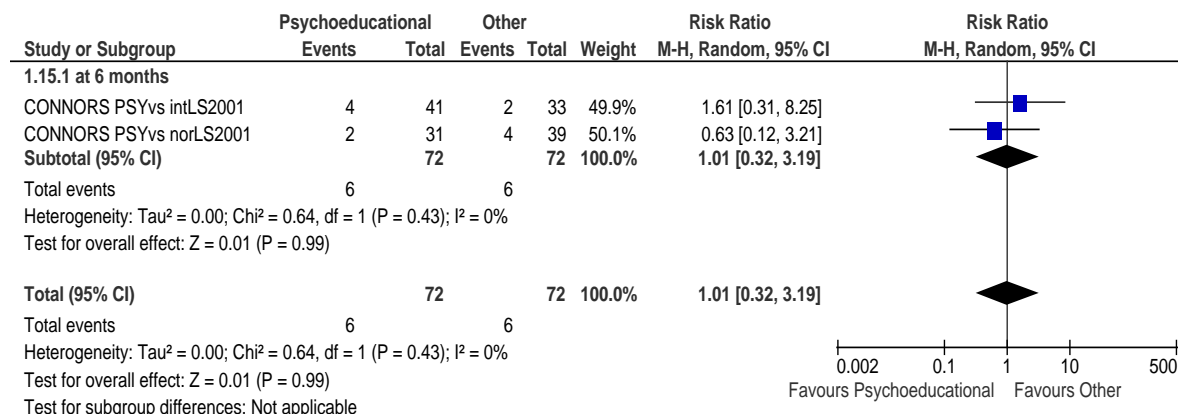 Psychoeducational Other Risk Ratio Risk Ratio
Study or Subgroup Events Total Events Total Weight M-H, Random, 95% CI M-H, Random, 95% CI
1.15.1 at 6 months
CONNORS PSYvs intLS2001 4 41 2 33 49.9% 1.61 [0.31, 8.25]
CONNORS PSYvs norLS2001 2 31 4 39 50.1% 0.63 [0.12, 3.21]
Subtotal (95% CI) 72 72 100.0% 1.01 [0.32, 3.19]
Total events 6 6
Heterogeneity: Tau² = 0.00; Chi² = 0.64, df = 1 (P = 0.43); I² = 0%
Test for overall effect: Z = 0.01 (P = 0.99)
Total (95% CI) 72 72 100.0% 1.01 [0.32, 3.19]
Total events 6 6
Heterogeneity: Tau² = 0.00; Chi² = 0.64, df = 1 (P = 0.43); I² = 0%
Test for overall effect: Z = 0.01 (P = 0.99)
Test for subgroup differences: Not applicable
0.002 0.1 1 10 500
Favours Psychoeducational Favours Other